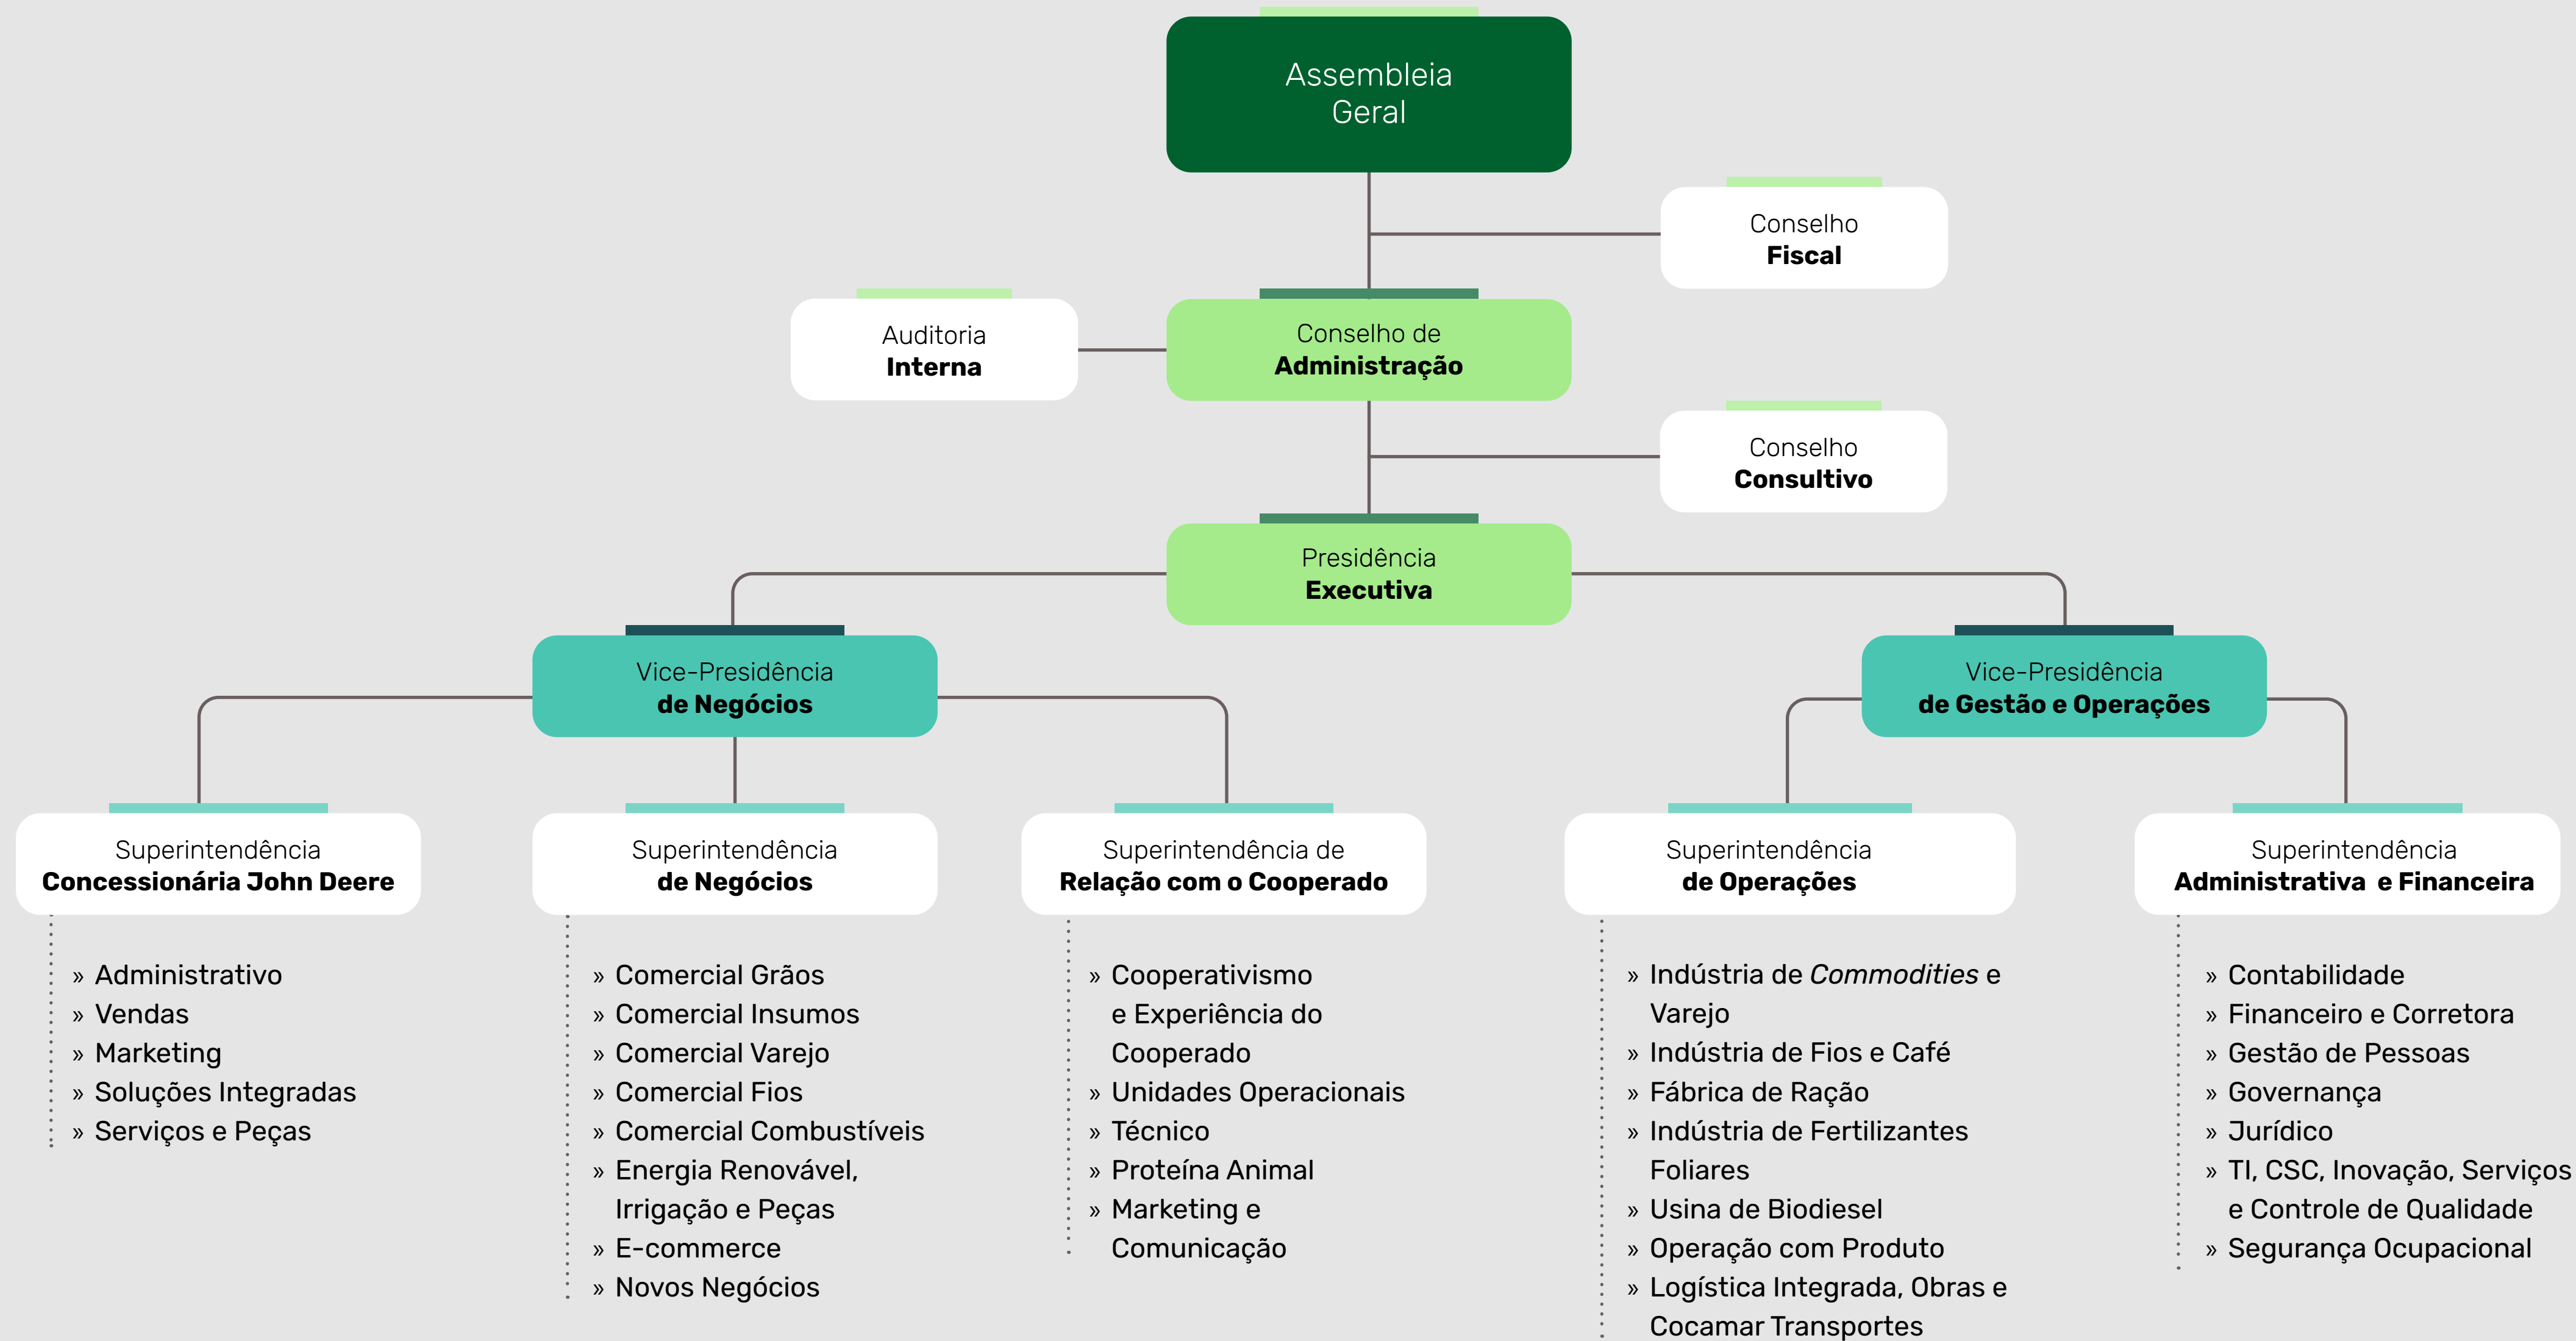 Assembleia
Geral
Conselho
Fiscal
Auditoria
Interna
Conselho de
Administração
Conselho
Consultivo
Presidência
Executiva
Vice-Presidência
de Negócios
Vice-Presidência
de Gestão e Operações
Superintendência
Concessionária John Deere
» Administrativo
» Vendas
» Marketing
» Soluções Integradas
» Serviços e Peças
Superintendência
de Negócios
» Comercial Grãos
» Comercial Insumos
» Comercial Varejo
» Comercial Fios
» Comercial Combustíveis
» Energia Renovável,
Irrigação e Peças
» E-commerce
» Novos Negócios
Superintendência de
Relação com o Cooperado
» Cooperativismo
e Experiência do
Cooperado
» Unidades Operacionais
» Técnico
» Proteína Animal
» Marketing e
Comunicação
Superintendência
de Operações
» Indústria de Commodities e
Varejo
» Indústria de Fios e Café
» Fábrica de Ração
» Indústria de Fertilizantes
Foliares
» Usina de Biodiesel
» Operação com Produto
» Logística Integrada, Obras e
Cocamar Transportes
Superintendência
Administrativa e Financeira
» Contabilidade
» Financeiro e Corretora
» Gestão de Pessoas
» Governança
» Jurídico
» TI, CSC, Inovação, Serviços
e Controle de Qualidade
» Segurança Ocupacional